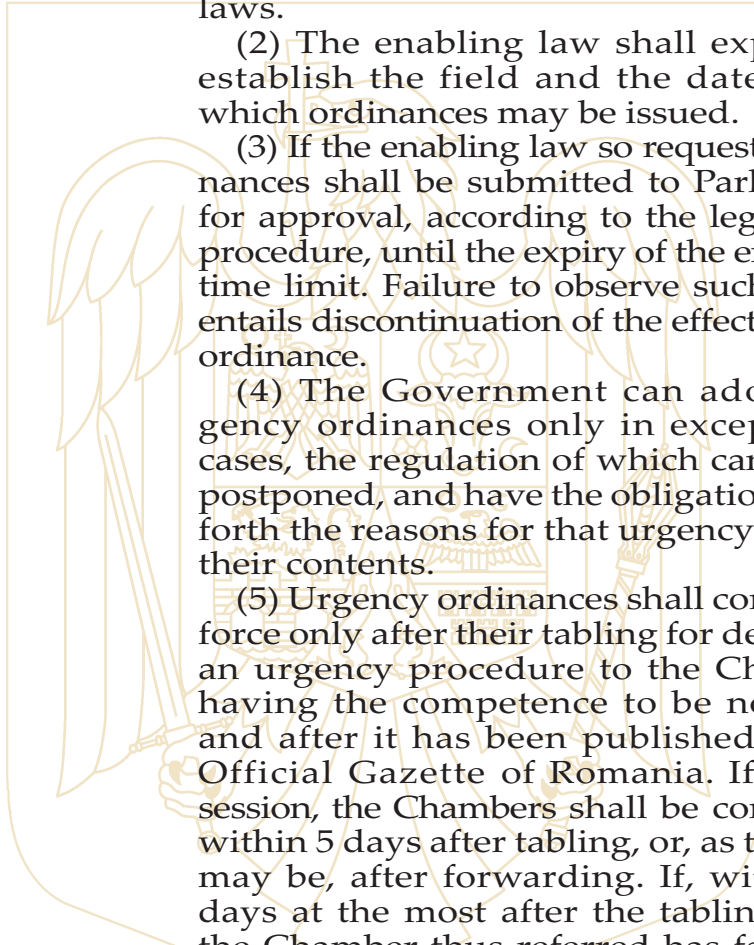 laws.
(2) The enabling law shall exp
establish the field and the date
which ordinances may be issued.
(3) If the enabling law so request
nances shall be submitted to Parl
for approval, according to the leg
procedure, until the expiry of the e
time limit. Failure to observe such
entails discontinuation of the effect
ordinance.
(4) The Government can ado
gency ordinances only in excep
cases, the regulation of which can
postponed, and have the obligatio
forth the reasons for that urgency
their contents.
(5) Urgency ordinances shall con
force only after their tabling for de
an urgency procedure to the Ch
having the competence to be no
and after it has been published
Official Gazette of Romania. If
session, the Chambers shall be con
within 5 days after tabling, or, as t
may be, after forwarding. If, wi
days at the most after the tablin
the Chamber thus referred has f